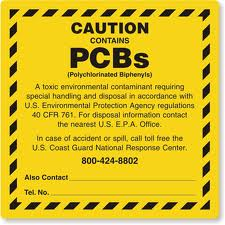 CAUTION
CONTAINS
PCBs
(Polychlorinated Biphenyls)
A toxic environmental contaminant requiring
special handling and disposal in accordance with
U.S. Environmental Protection Agency regulations
40 CFR 761. For disposal information contact
the nearest U.S. E.P.A. Office.
In case of accident or spill, call toll free the
U.S. Coast Guard National Response Center.
800-424-8802
Also Contact
Tel. No.